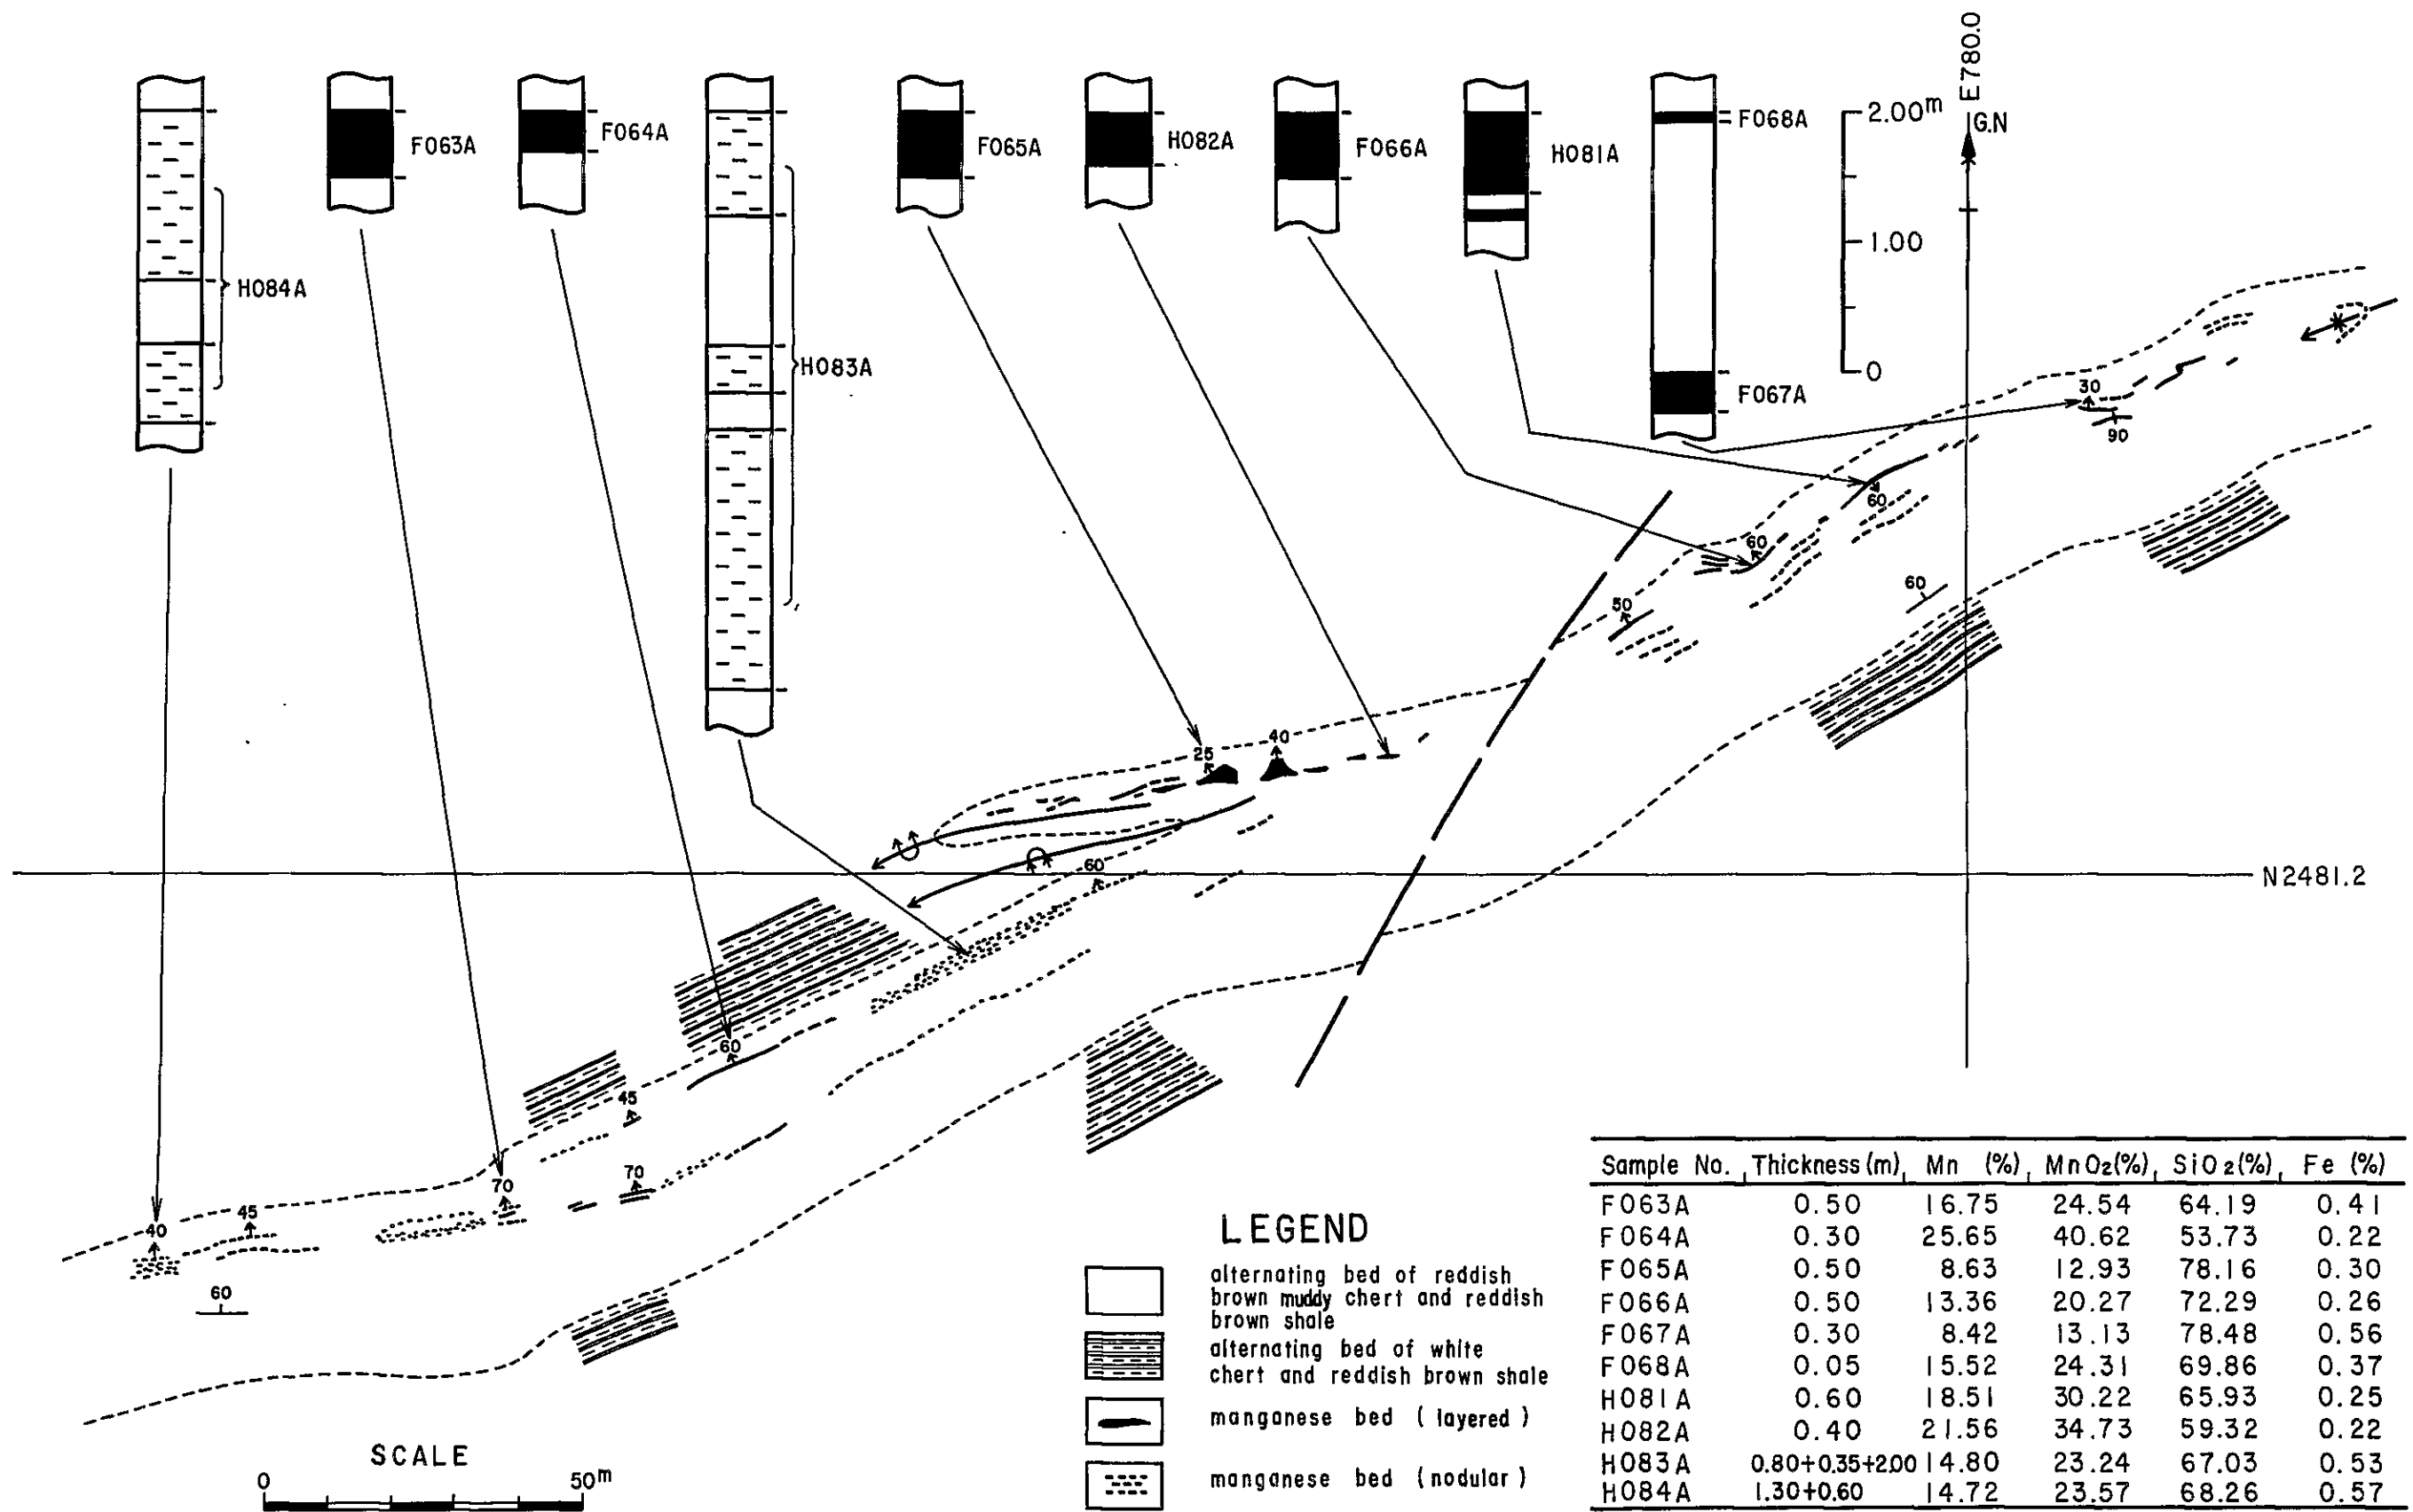 E780.0
G.N
F063A
F064A
F065A
H082A
F066A
H081A
F068A
2.00m
1.00
0
H084A
H083A
F067A
30
90
60
60
60
50
40
25
60
N2481.2
60
45
70
70
45
40
60
Sample No. Thickness (m) Mn (%) MnO2(%) SiO2(%) Fe (%)
F063A 0.50 16.75 24.54 64.19 0.41
F064A 0.30 25.65 40.62 53.73 0.22
F065A 0.50 8.63 12.93 78.16 0.30
F066A 0.50 13.36 20.27 72.29 0.26
F067A 0.30 8.42 13.13 78.48 0.56
F068A 0.05 15.52 24.31 69.86 0.37
H081A 0.60 18.51 30.22 65.93 0.25
H082A 0.40 21.56 34.73 59.32 0.22
H083A 0.80+0.35+2.00 14.80 23.24 67.03 0.53
H084A 1.30+0.60 14.72 23.57 68.26 0.57
LEGEND
alternating bed of reddish
brown muddy chert and reddish
brown shale
alternating bed of white
chert and reddish brown shale
manganese bed ( layered )
manganese bed ( nodular )
SCALE
0 50m